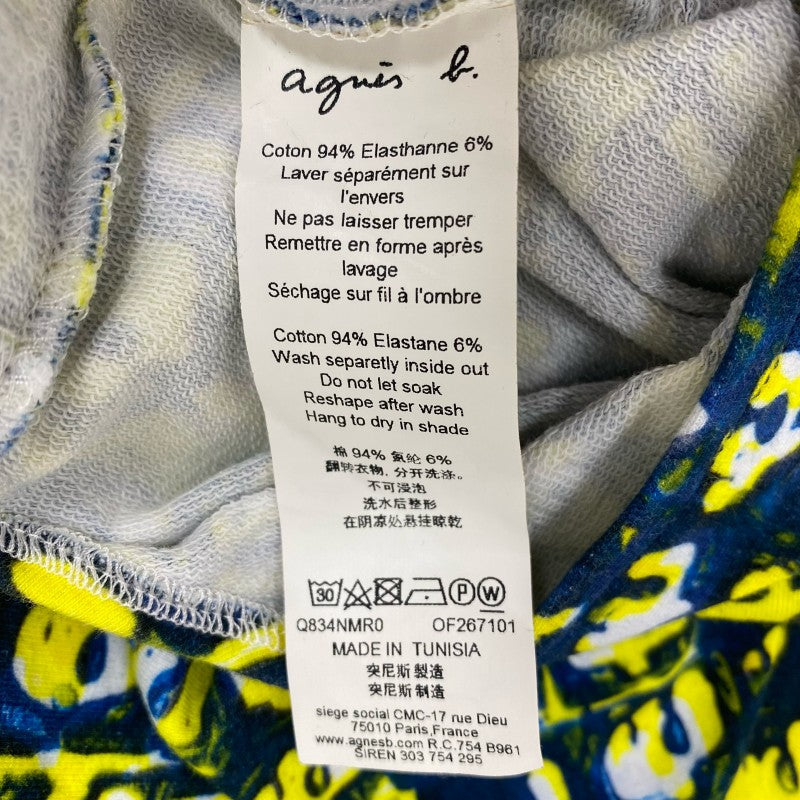 agnès b.
Coton 94% Elasthanne 6%
Laver séparément sur
l'envers
Ne pas laisser tremper
Remettre en forme après
lavage
Séchage sur fil à l'ombre
Cotton 94% Elastane 6%
Wash separetly inside out
Do not let soak
Reshape after wash
Hang to dry in shade
棉 94% 氨纶 6%
翻转衣物, 分开洗涤。
不可浸泡
洗水后整形
在阴凉处悬挂晾乾
30 P W
Q834NMR0 OF267101
MADE IN TUNISIA
突尼斯製造
突尼斯制造
siege social CMC-17 rue Dieu
75010 Paris,France
www.agnesb.com R.C.754 B961
SIREN 303 754 295